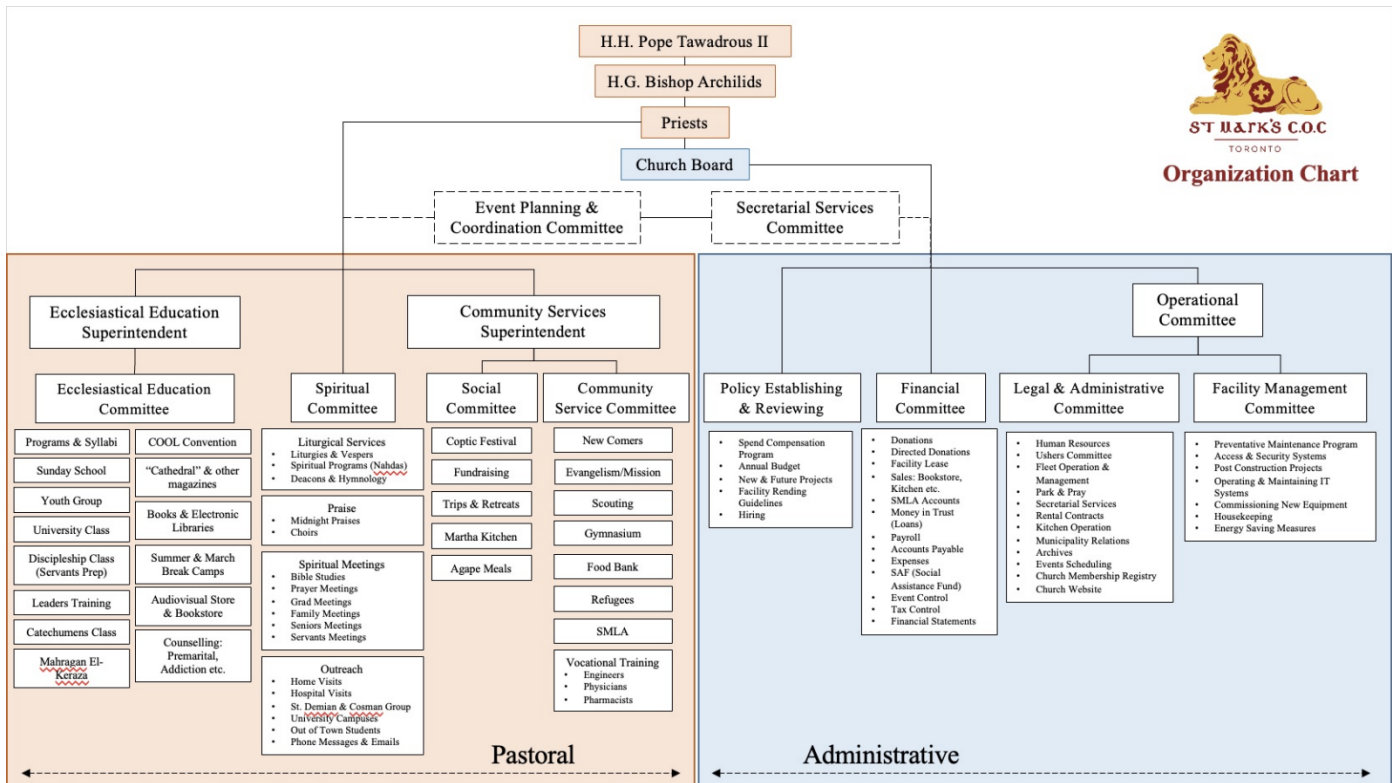 H.H. Pope Tawadrous II
H.G. Bishop Archilids
Priests
Church Board
ST MARK'S C.O.C
TORONTO
Organization Chart
Event Planning &
Coordination Committee
Secretarial Services
Committee
Ecclesiastical Education
Superintendent
Community Services
Superintendent
Operational
Committee
Ecclesiastical Education
Committee
Programs & Syllabi
Sunday School
Youth Group
University Class
Discipleship Class
(Servants Prep)
Leaders Training
Catechumens Class
Mahragan El-
Keraza
COOL Convention
“Cathedral” & other
magazines
Books & Electronic
Libraries
Summer & March
Break Camps
Audiovisual Store
& Bookstore
Counselling:
Premarital,
Addiction etc.
Spiritual
Committee
Liturgical Services
• Liturgies & Vespers
• Spiritual Programs (Nahdas)
• Deacons & Hymnology
Praise
• Midnight Praises
• Choirs
Spiritual Meetings
• Bible Studies
• Prayer Meetings
• Grad Meetings
• Family Meetings
• Seniors Meetings
• Servants Meetings
Outreach
• Home Visits
• Hospital Visits
• St. Demian & Cosman Group
• University Campuses
• Out of Town Students
• Phone Messages & Emails
Social
Committee
Coptic Festival
Fundraising
Trips & Retreats
Martha Kitchen
Agape Meals
Community
Service Committee
New Comers
Evangelism/Mission
Scouting
Gymnasium
Food Bank
Refugees
SMLA
Vocational Training
• Engineers
• Physicians
• Pharmacists
Policy Establishing
& Reviewing
• Spend Compensation
Program
• Annual Budget
• New & Future Projects
• Facility Rending
Guidelines
• Hiring
Financial
Committee
• Donations
• Directed Donations
• Facility Lease
• Sales: Bookstore,
Kitchen etc.
• SMLA Accounts
• Money in Trust
(Loans)
• Payroll
• Accounts Payable
• Expenses
• SAF (Social
Assistance Fund)
• Event Control
• Tax Control
• Financial Statements
Legal & Administrative
Committee
• Human Resources
• Ushers Committee
• Fleet Operation &
Management
• Park & Pray
• Secretarial Services
• Rental Contracts
• Kitchen Operation
• Municipality Relations
• Archives
• Events Scheduling
• Church Membership Registry
• Church Website
Facility Management
Committee
• Preventative Maintenance Program
• Access & Security Systems
• Post Construction Projects
• Operating & Maintaining IT
Systems
• Commissioning New Equipment
• Housekeeping
• Energy Saving Measures
Pastoral
Administrative